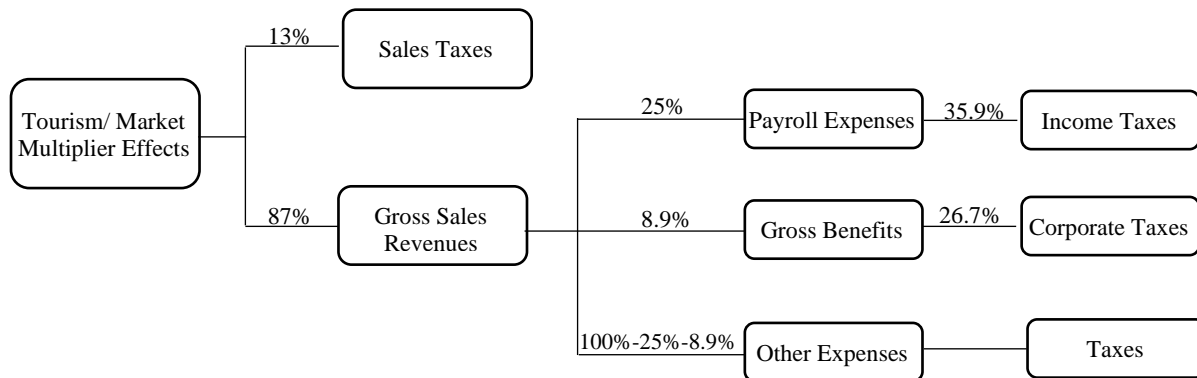 13%
Sales Taxes
Tourism/ Market
Multiplier Effects
87%
Gross Sales
Revenues
25%
Payroll Expenses
35.9%
Income Taxes
8.9%
Gross Benefits
26.7%
Corporate Taxes
100%-25%-8.9%
Other Expenses
Taxes